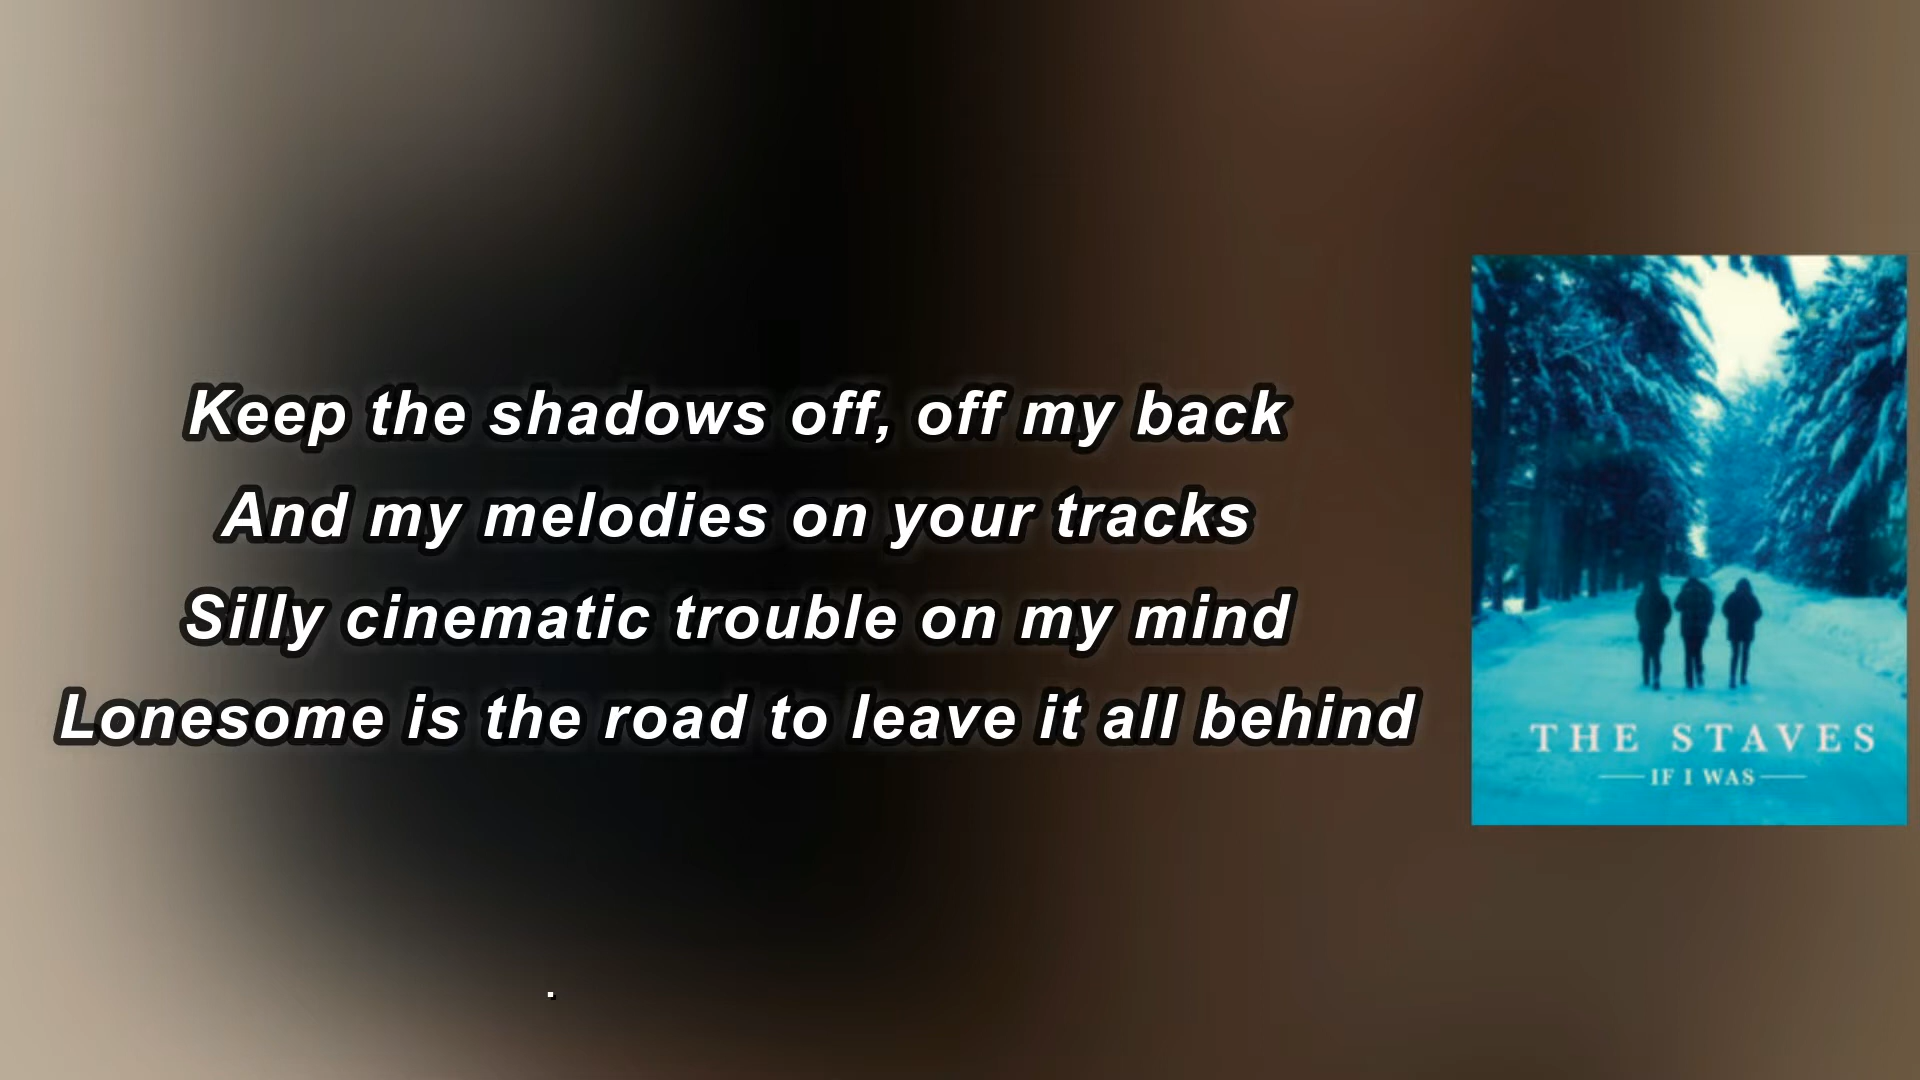 Keep the shadows off, off my back
And my melodies on your tracks
Silly cinematic trouble on my mind
Lonesome is the road to leave it all behind
THE STAVES
IF I WAS
.